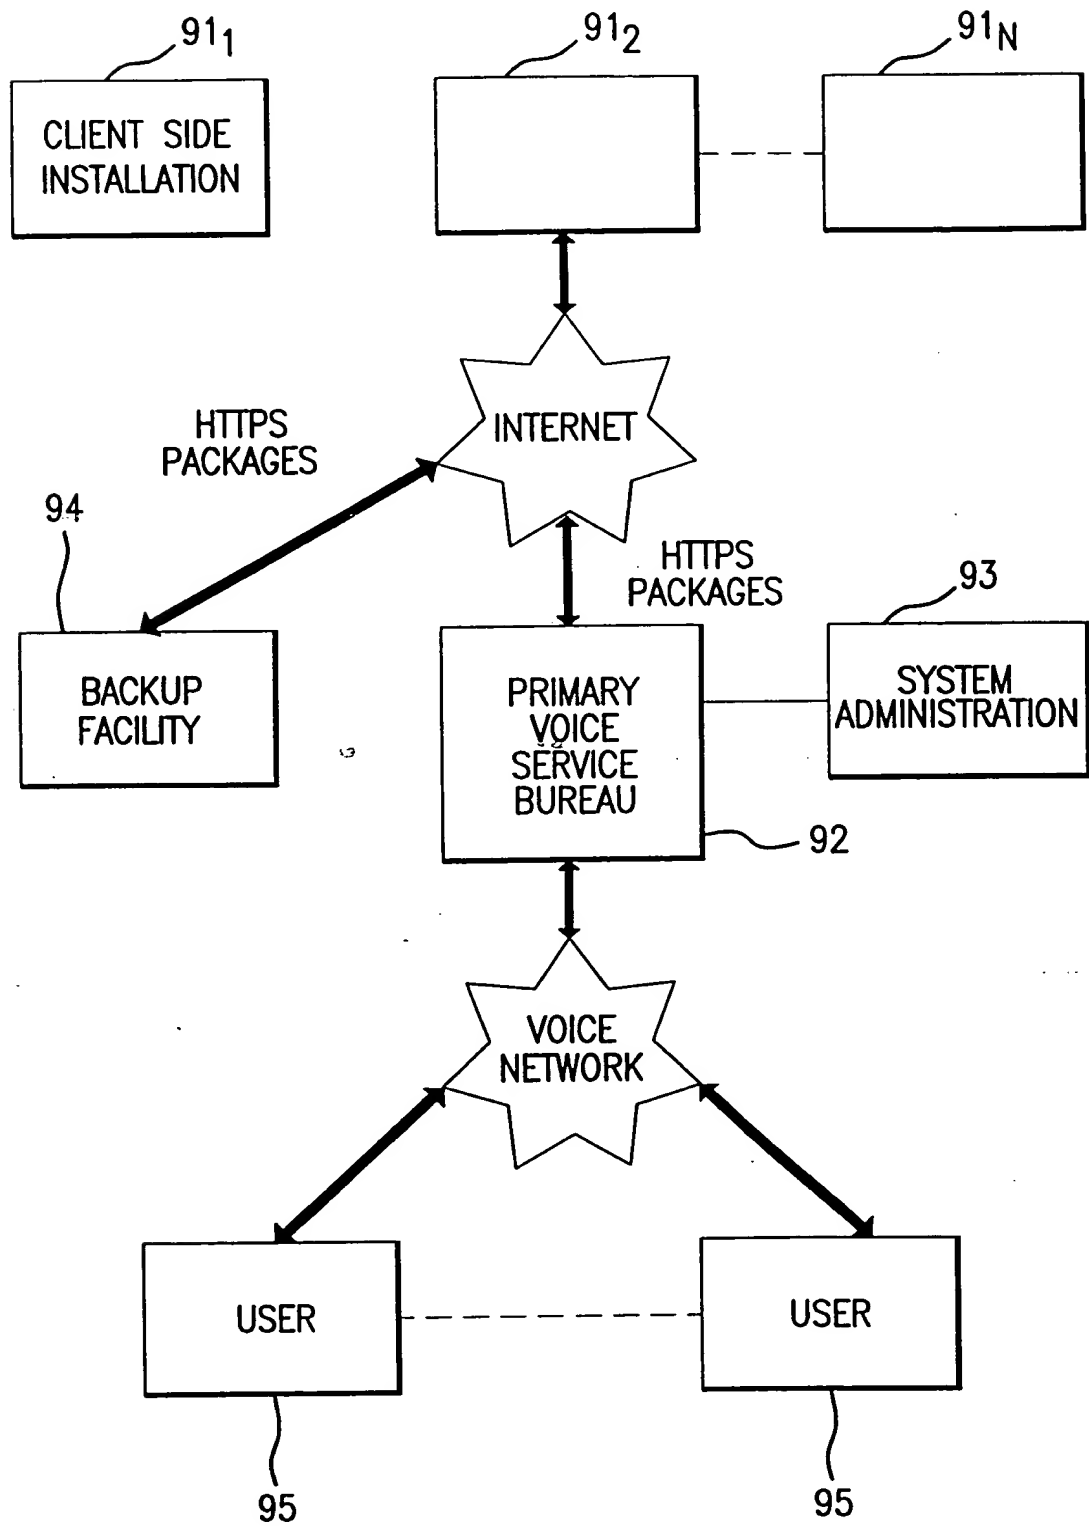 91₁
91₂
91N
CLIENT SIDE
INSTALLATION
INTERNET
HTTPS
PACKAGES
94
HTTPS
PACKAGES
93
BACKUP
FACILITY
PRIMARY
VOICE
SERVICE
BUREAU
SYSTEM
ADMINISTRATION
92
VOICE
NETWORK
USER
USER
95
95